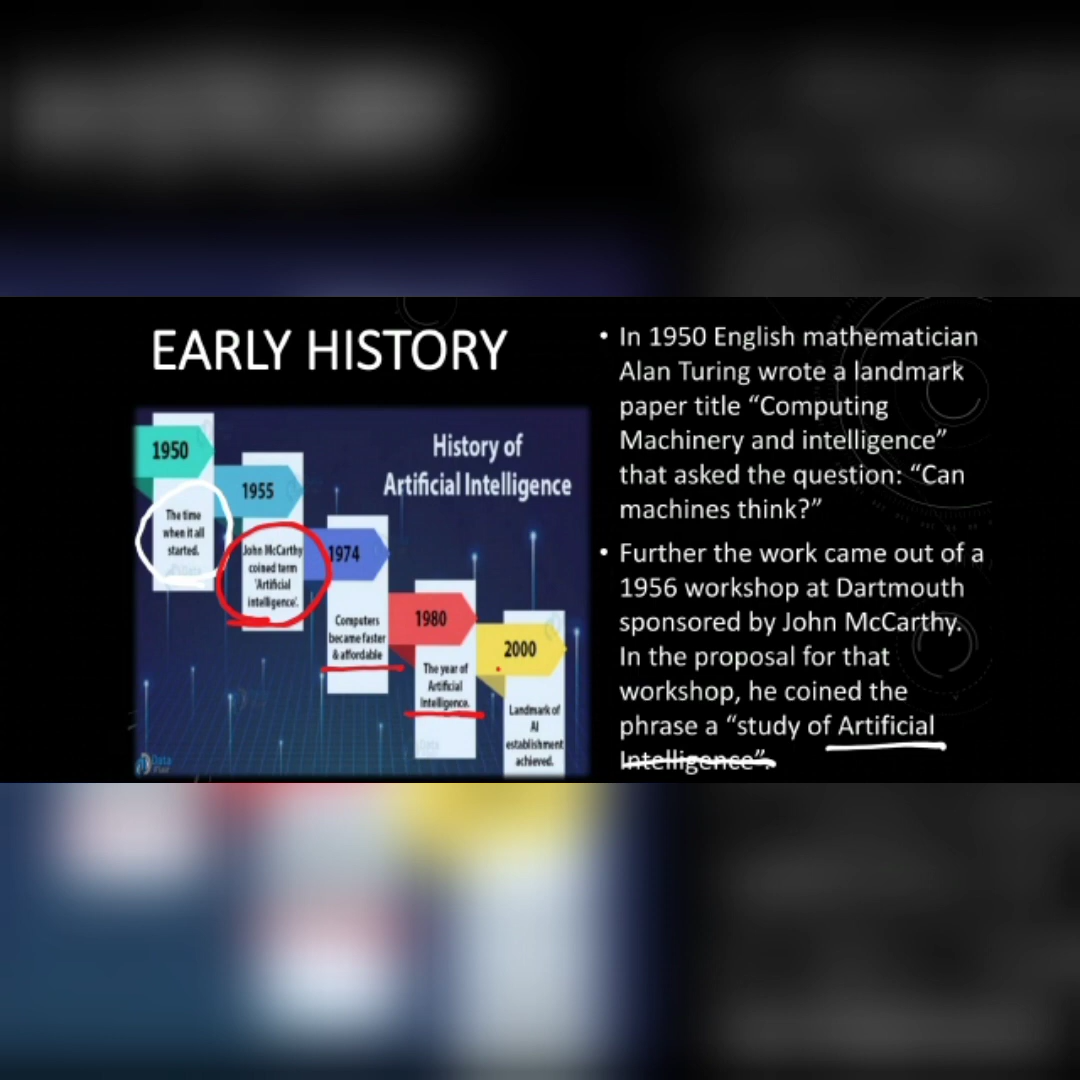 EARLY HISTORY
History of
Artificial Intelligence
1950
The time
when it all
started.
1955
John McCarthy
coined term
'Artificial
intelligence'.
1974
Computers
became faster
& affordable
1980
The year of
Artificial
Intelligence.
2000
Landmark of
AI
establishment
achieved.
Data
Flair
• In 1950 English mathematician
Alan Turing wrote a landmark
paper title “Computing
Machinery and intelligence”
that asked the question: “Can
machines think?”
• Further the work came out of a
1956 workshop at Dartmouth
sponsored by John McCarthy.
In the proposal for that
workshop, he coined the
phrase a “study of Artificial
Intelligence”.